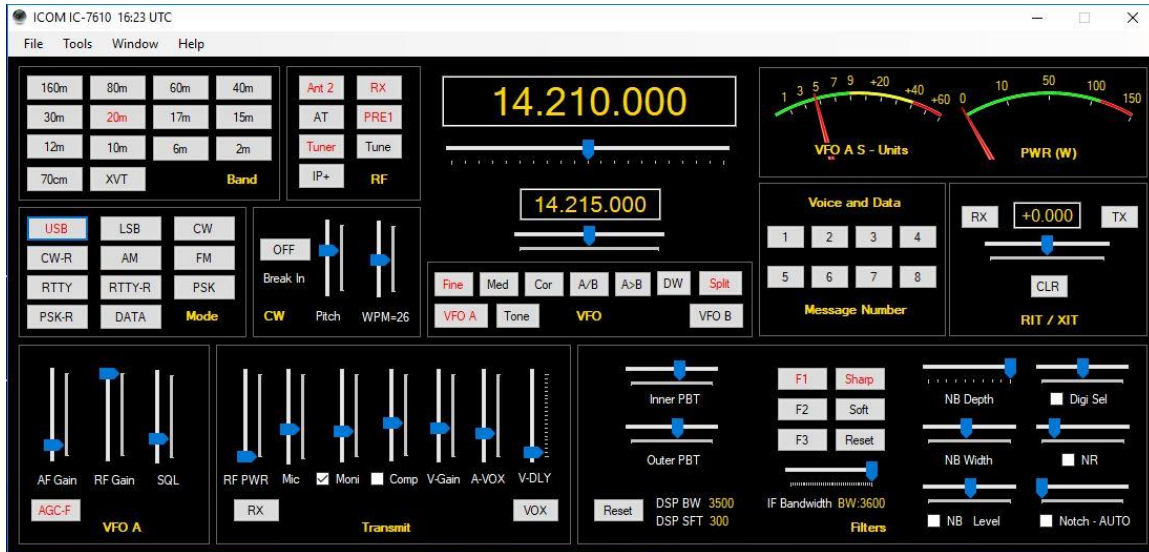 ICOM IC-7610 16:23 UTC
File Tools Window Help
160m 80m 60m 40m
30m 20m 17m 15m
12m 10m 6m 2m
70cm XVT Band
Ant 2 RX
AT PRE1
Tuner Tune
IP+ RF
14.210.000
14.215.000
1 3 5 7 9 +20 +40 +60
VFO A S - Units
0 10 50 100 150
PWR (W)
USB LSB CW
CW-R AM FM
RTTY RTTY-R PSK
PSK-R DATA Mode
OFF
Break In
CW Pitch WPM=26
Fine Med Cor A/B A>B DW Split
VFO A Tone VFO VFO B
Voice and Data
1 2 3 4
5 6 7 8
Message Number
RX +0.000 TX
CLR
RIT / XIT
AF Gain RF Gain SQL
AGC-F
VFO A
RF PWR Mic Moni Comp V-Gain A-VOX V-DLY
RX VOX
Transmit
Inner PBT
Outer PBT
Reset DSP BW 3500
DSP SFT 300
F1 Sharp
F2 Soft
F3 Reset
IF Bandwidth BW:3600
Filters
NB Depth Digi Sel
NB Width NR
NB Level Notch - AUTO